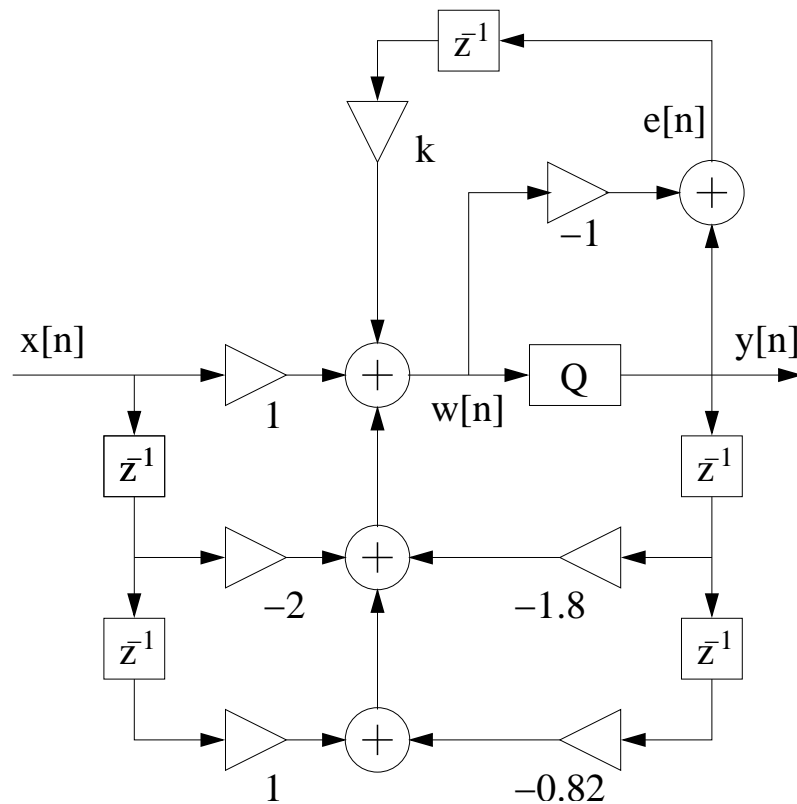 z⁻¹
e[n]
k
−1
x[n]
y[n]
+
+
Q
1
w[n]
z⁻¹
z⁻¹
+
−2
−1.8
z⁻¹
z⁻¹
+
1
−0.82